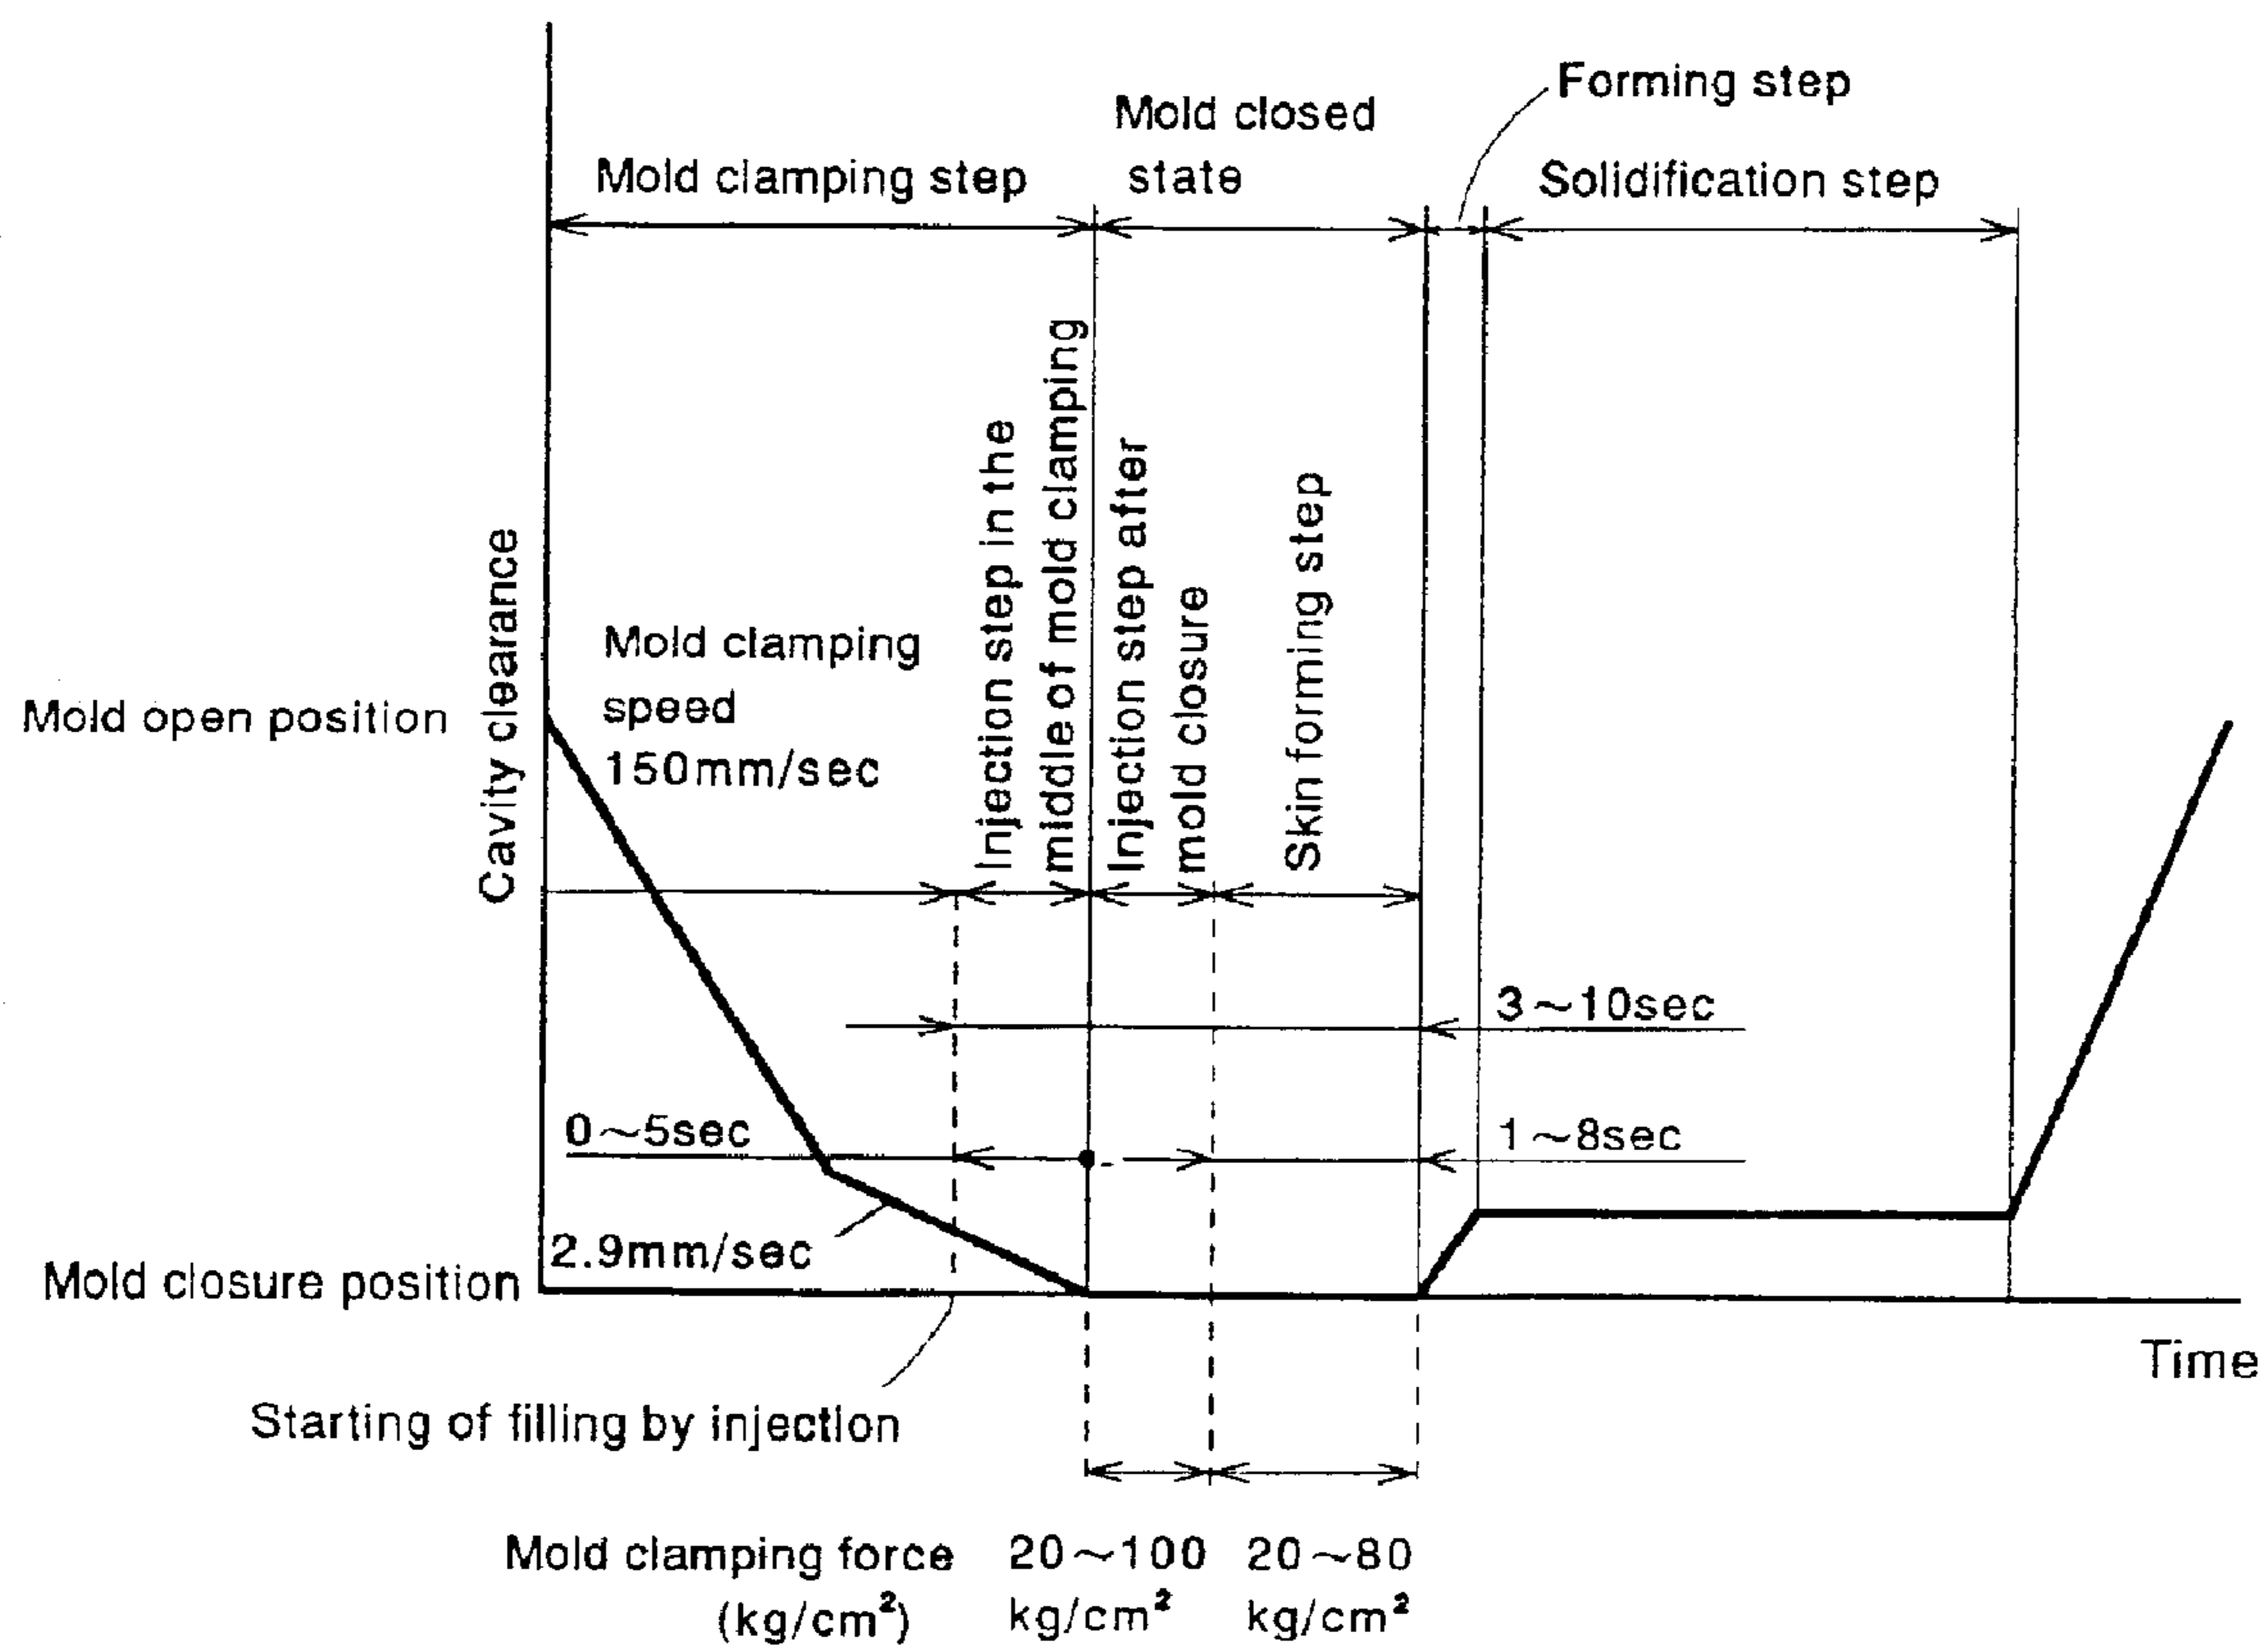 Forming step
Mold closed
state
Mold clamping step
Solidification step
Injection step in the
middle of mold clamping
Injection step after
mold closure
Skin forming step
Cavity clearance
Mold clamping
speed
150mm/sec
Mold open position
3~10sec
0~5sec
1~8sec
2.9mm/sec
Mold closure position
Time
Starting of filling by injection
Mold clamping force 20~100 20~80
(kg/cm²) kg/cm² kg/cm²